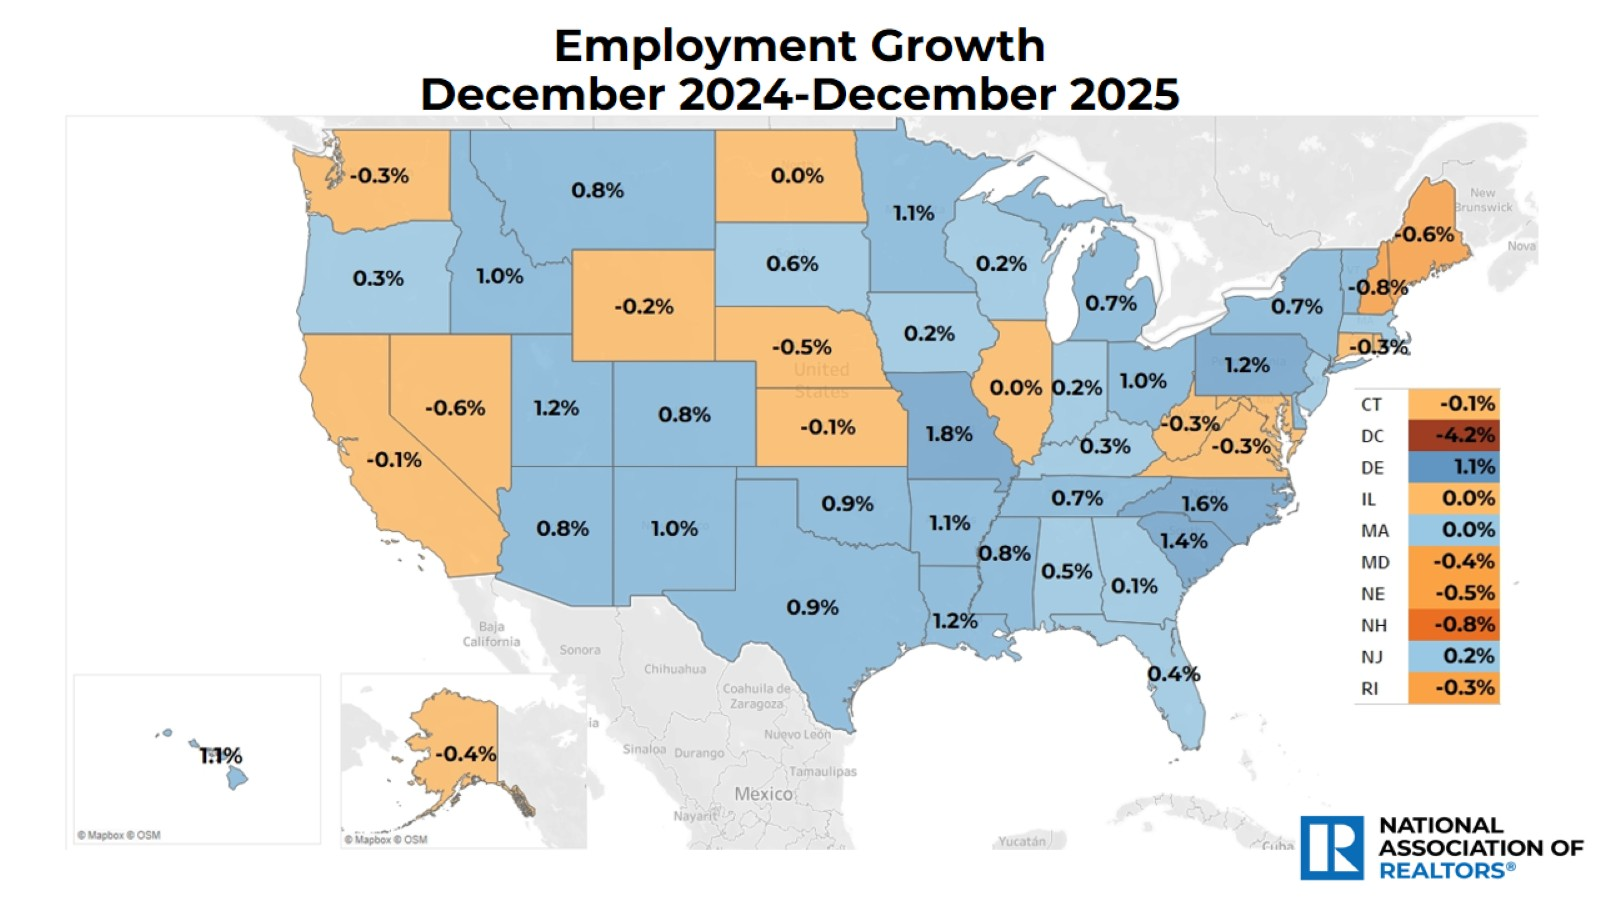 Employment Growth
December 2024-December 2025
-0.3%
0.8%
0.0%
1.1%
-0.6%
New
Brunswick
Nova
0.3%
1.0%
-0.2%
0.6%
0.2%
0.7%
0.7%
-0.8%
-0.5%
0.2%
-0.3%
United
States
1.2%
-0.6%
1.2%
0.8%
-0.1%
0.0%
0.2%
1.0%
-0.1%
1.8%
0.3%
-0.3%
-0.3%
0.8%
1.0%
0.9%
1.1%
0.7%
1.6%
1.4%
0.8%
0.5%
0.1%
0.9%
1.2%
0.4%
CT -0.1%
DC -4.2%
DE 1.1%
IL 0.0%
MA 0.0%
MD -0.4%
NE -0.5%
NH -0.8%
NJ 0.2%
RI -0.3%
Baja
California
Sonora
Chihuahua
Coahuila de
Zaragoza
Nuevo León
ia
Sinaloa
Durango
Tamaulipas
Mexico
Nayarit
Yucatán
Cuba
1.1%
-0.4%
© Mapbox © OSM
© Mapbox © OSM
NATIONAL
ASSOCIATION OF
REALTORS®